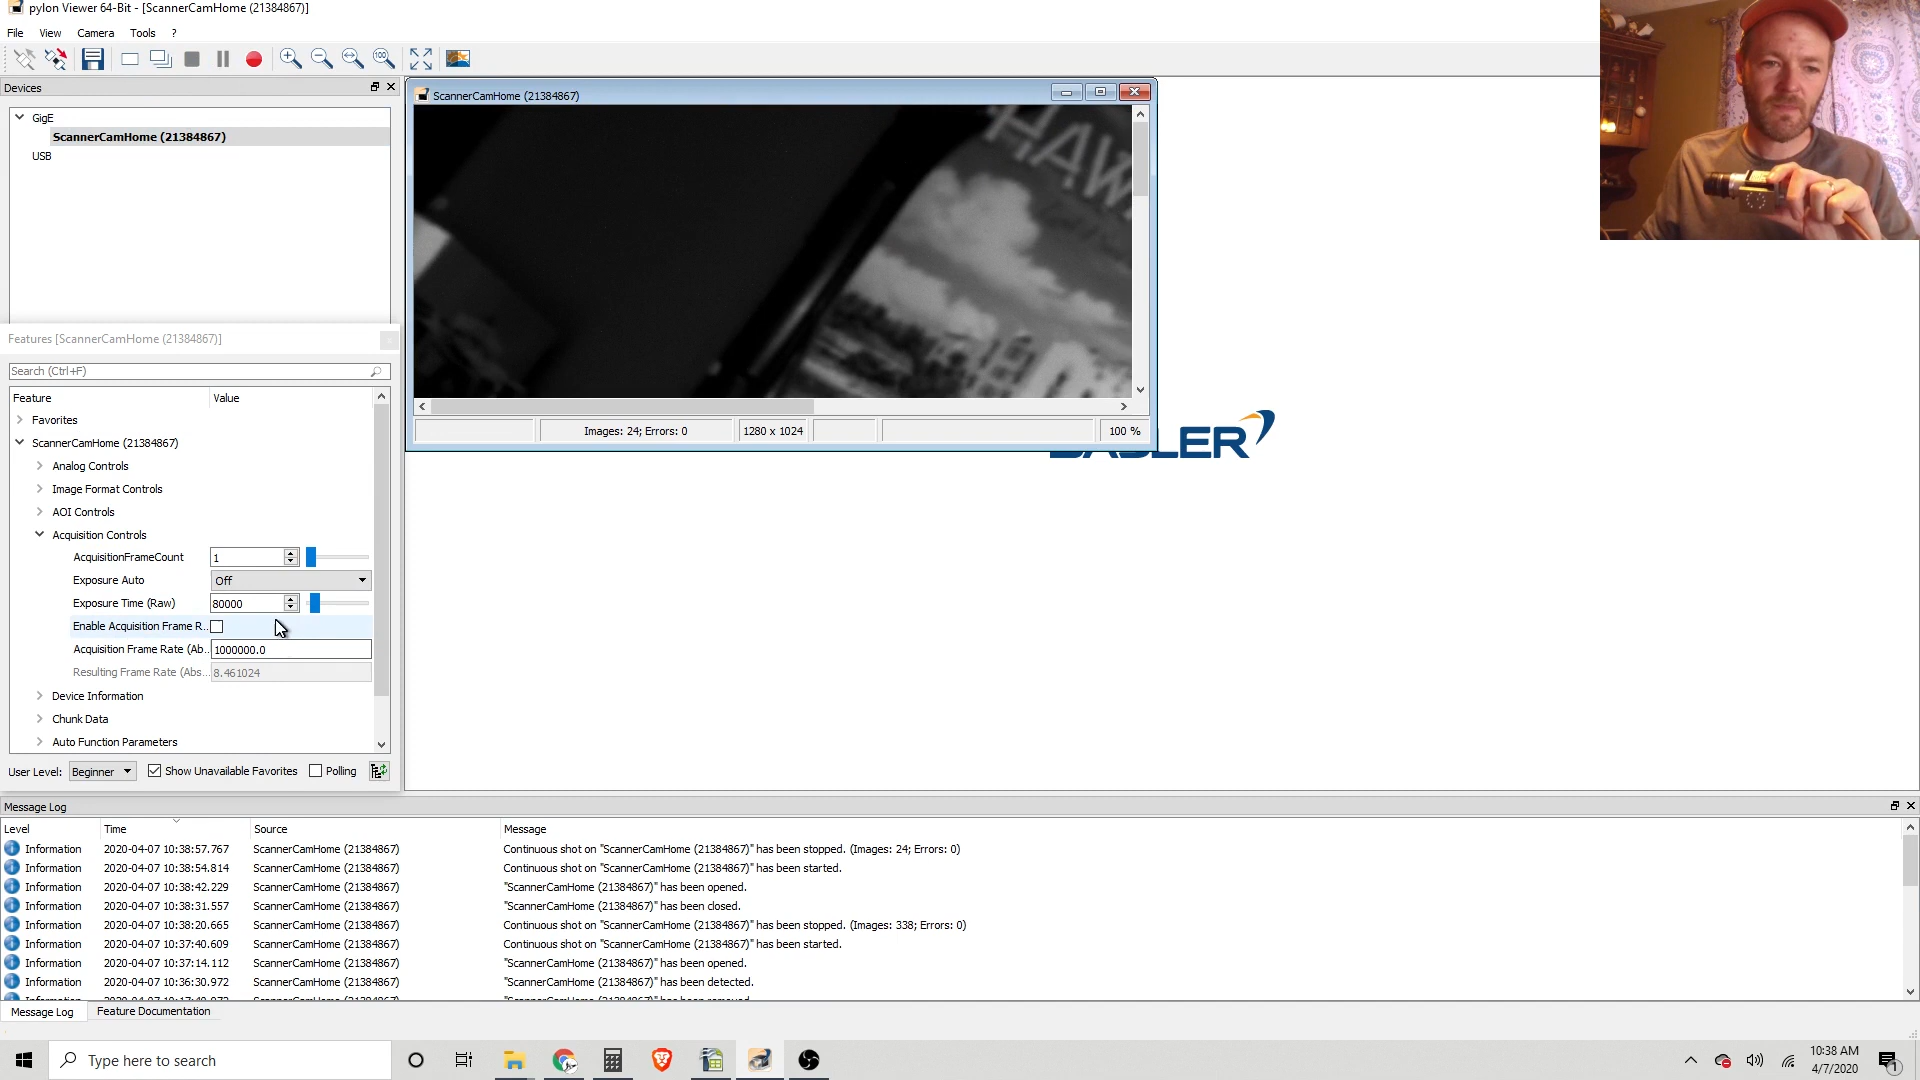 pylon Viewer 64-Bit - [ScannerCamHome (21384867)]
File View Camera Tools ?
100
Devices
GigE
ScannerCamHome (21384867)
USB
ScannerCamHome (21384867)
HAW
Images: 24; Errors: 0
1280 x 1024
100 %
Features [ScannerCamHome (21384867)]
Search (Ctrl+F)
Feature Value
Favorites
ScannerCamHome (21384867)
Analog Controls
Image Format Controls
AOI Controls
Acquisition Controls
AcquisitionFrameCount 1
Exposure Auto Off
Exposure Time (Raw) 80000
Enable Acquisition Frame R...
Acquisition Frame Rate (Ab... 1000000.0
Resulting Frame Rate (Abs... 8.461024
Device Information
Chunk Data
Auto Function Parameters
User Level: Beginner Show Unavailable Favorites Polling
Message Log
Level Time Source Message
Information 2020-04-07 10:38:57.767 ScannerCamHome (21384867) Continuous shot on "ScannerCamHome (21384867)" has been stopped. (Images: 24; Errors: 0)
Information 2020-04-07 10:38:54.814 ScannerCamHome (21384867) Continuous shot on "ScannerCamHome (21384867)" has been started.
Information 2020-04-07 10:38:42.229 ScannerCamHome (21384867) "ScannerCamHome (21384867)" has been opened.
Information 2020-04-07 10:38:31.557 ScannerCamHome (21384867) "ScannerCamHome (21384867)" has been closed.
Information 2020-04-07 10:38:20.665 ScannerCamHome (21384867) Continuous shot on "ScannerCamHome (21384867)" has been stopped. (Images: 338; Errors: 0)
Information 2020-04-07 10:37:40.609 ScannerCamHome (21384867) Continuous shot on "ScannerCamHome (21384867)" has been started.
Information 2020-04-07 10:37:14.112 ScannerCamHome (21384867) "ScannerCamHome (21384867)" has been opened.
Information 2020-04-07 10:36:30.972 ScannerCamHome (21384867) "ScannerCamHome (21384867)" has been detected.
Message Log Feature Documentation
Type here to search
10:38 AM
4/7/2020
1